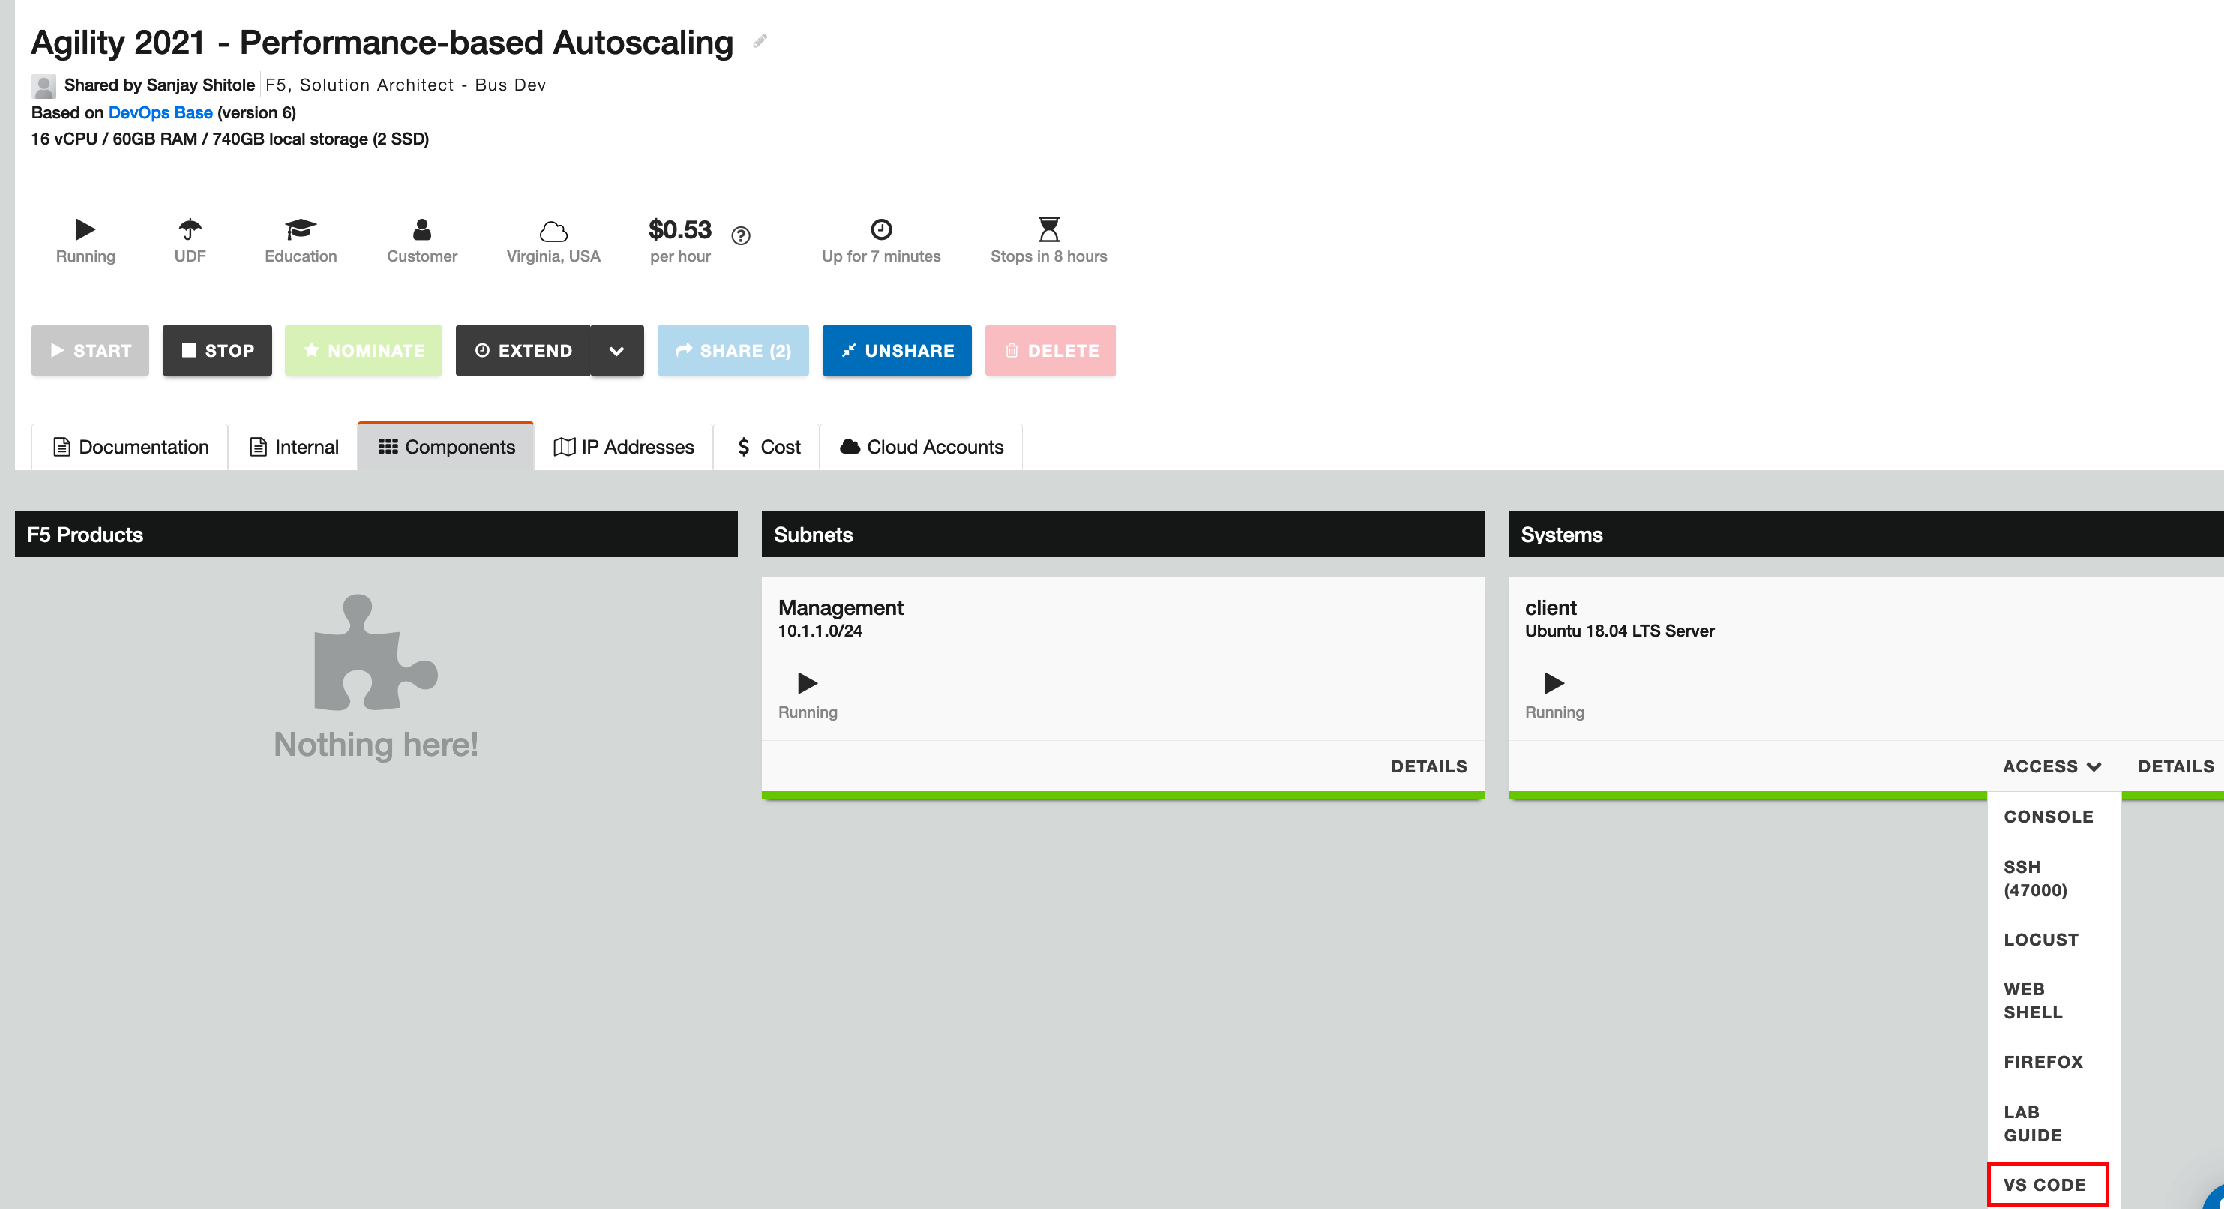 Agility 2021 - Performance-based Autoscaling
Shared by Sanjay Shitole F5, Solution Architect - Bus Dev
Based on DevOps Base (version 6)
16 vCPU / 60GB RAM / 740GB local storage (2 SSD)
Running
UDF
Education
Customer
Virginia, USA
$0.53
per hour
Up for 7 minutes
Stops in 8 hours
START
STOP
NOMINATE
EXTEND
SHARE (2)
UNSHARE
DELETE
Documentation
Internal
Components
IP Addresses
$ Cost
Cloud Accounts
F5 Products
Nothing here!
Subnets
Management
10.1.1.0/24
Running
DETAILS
Systems
client
Ubuntu 18.04 LTS Server
Running
ACCESS
DETAILS
CONSOLE
SSH
(47000)
LOCUST
WEB
SHELL
FIREFOX
LAB
GUIDE
VS CODE